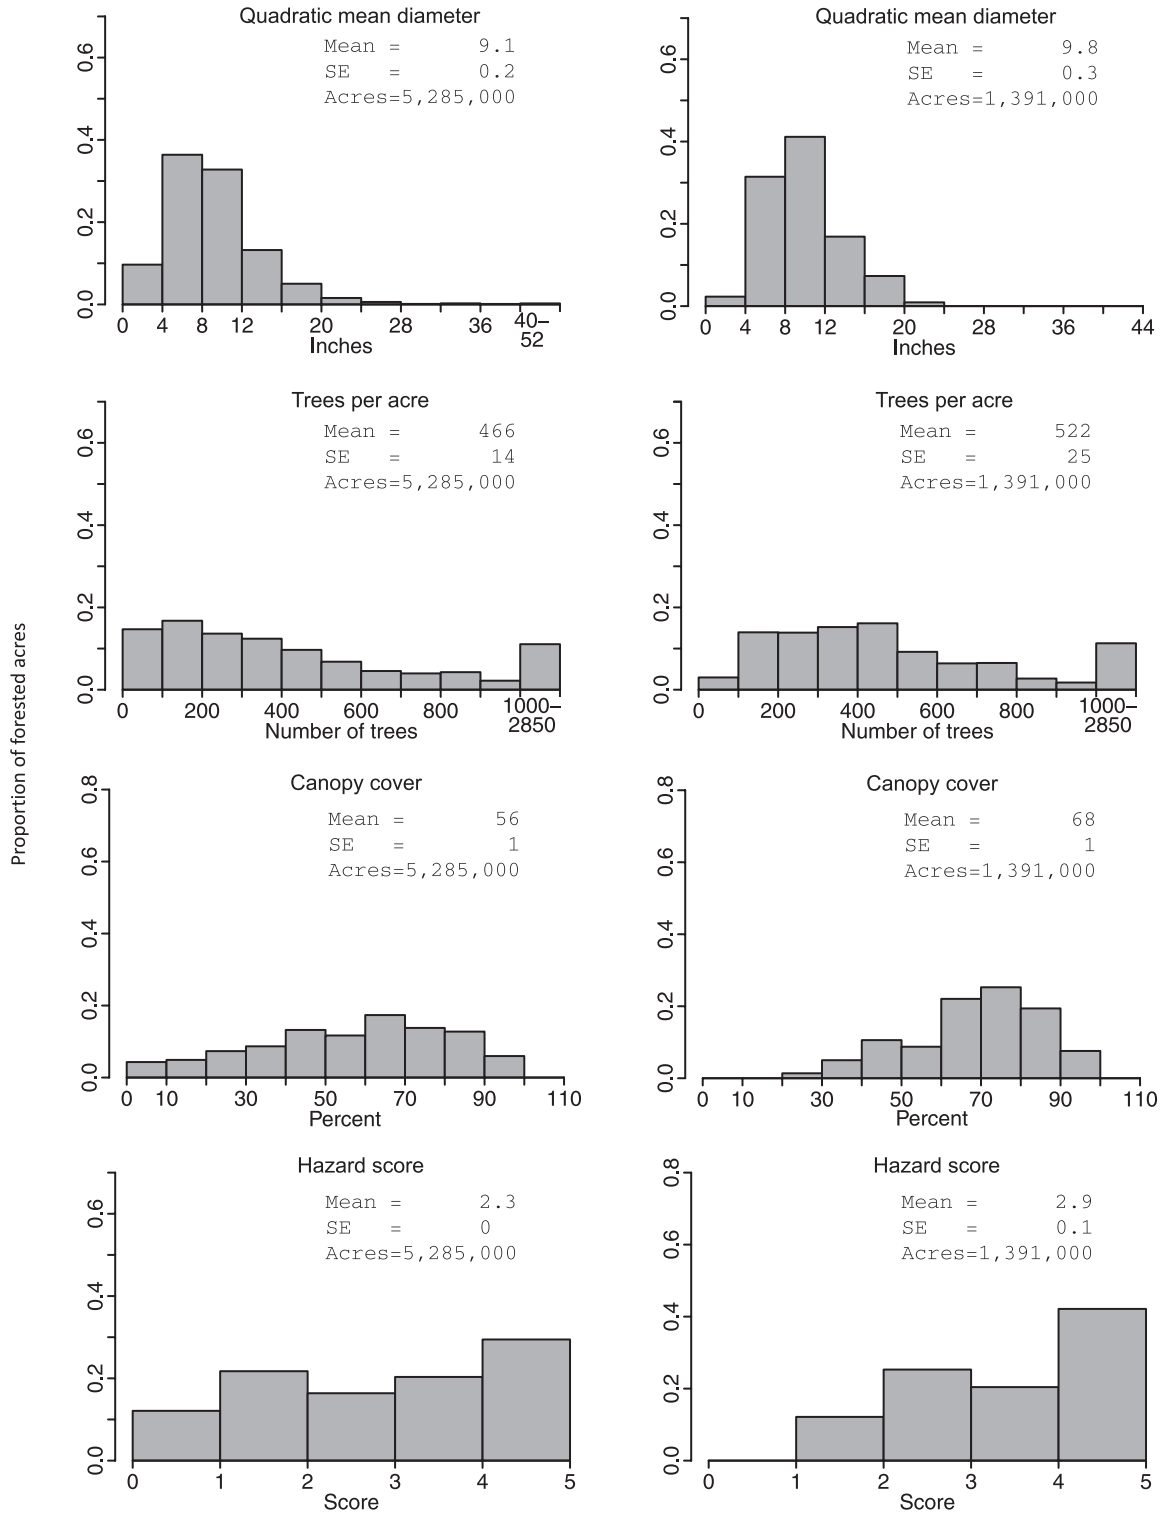 Proportion of forested acres
Quadratic mean diameter
Mean = 9.1
SE = 0.2
Acres=5,285,000
0.0 0.2 0.4 0.6
0 4 8 12 20 28 36 40–
52
Inches
Quadratic mean diameter
Mean = 9.8
SE = 0.3
Acres=1,391,000
0.0 0.2 0.4 0.6
0 4 8 12 20 28 36 44
Inches
Trees per acre
Mean = 466
SE = 14
Acres=5,285,000
0.0 0.2 0.4 0.6
0 200 400 600 800 1000–
2850
Number of trees
Trees per acre
Mean = 522
SE = 25
Acres=1,391,000
0.0 0.2 0.4 0.6
0 200 400 600 800 1000–
2850
Number of trees
Canopy cover
Mean = 56
SE = 1
Acres=5,285,000
0.0 0.2 0.4 0.6 0.8
0 10 30 50 70 90 110
Percent
Canopy cover
Mean = 68
SE = 1
Acres=1,391,000
0.0 0.2 0.4 0.6 0.8
0 10 30 50 70 90 110
Percent
Hazard score
Mean = 2.3
SE = 0
Acres=5,285,000
0.0 0.2 0.4 0.6
0 1 2 3 4 5
Score
Hazard score
Mean = 2.9
SE = 0.1
Acres=1,391,000
0.0 0.2 0.4 0.6 0.8
0 1 2 3 4 5
Score